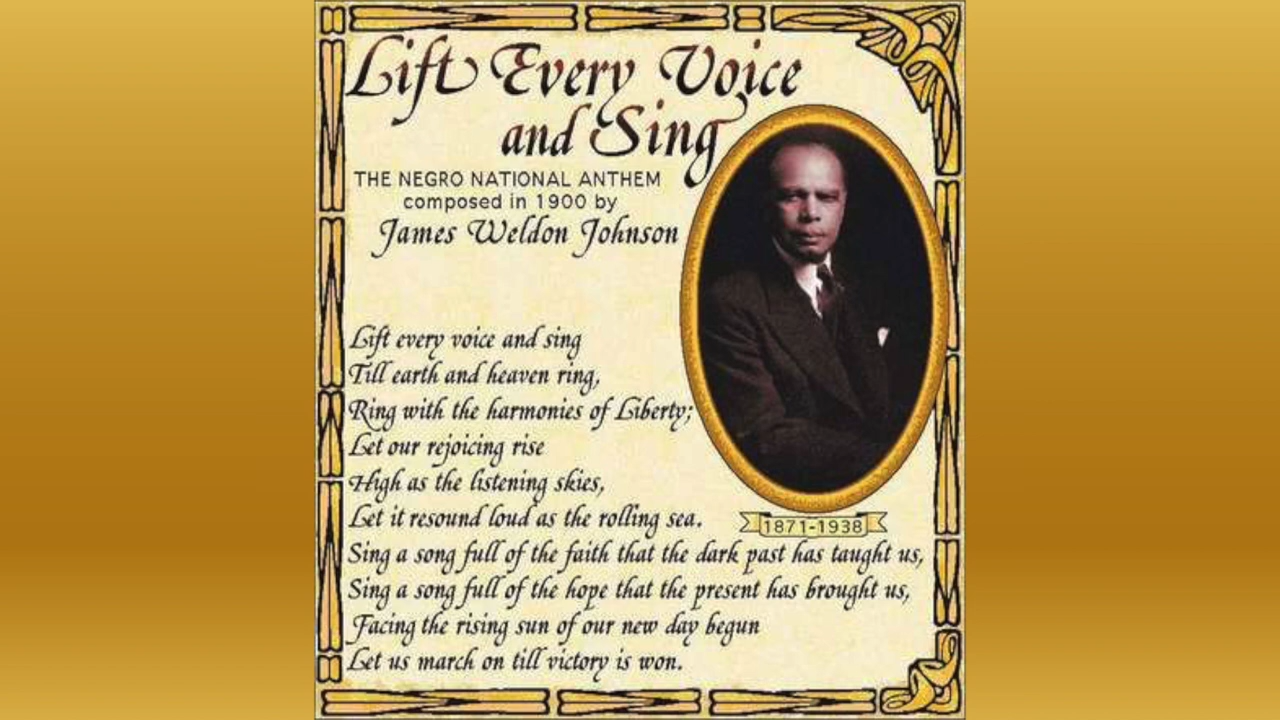 Lift Every Voice
and Sing
THE NEGRO NATIONAL ANTHEM
composed in 1900 by
James Weldon Johnson
Lift every voice and sing
Till earth and heaven ring,
Ring with the harmonies of Liberty;
Let our rejoicing rise
High as the listening skies,
Let it resound loud as the rolling sea.
1871-1938
Sing a song full of the faith that the dark past has taught us,
Sing a song full of the hope that the present has brought us,
Facing the rising sun of our new day begun
Let us march on till victory is won.